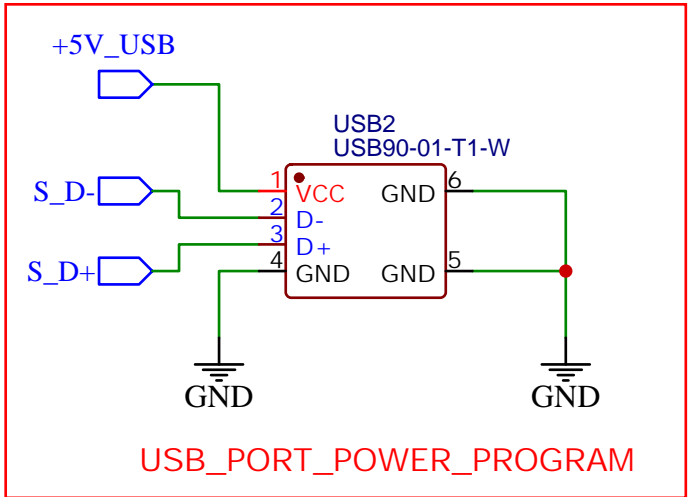 +5V_USB
USB2
USB90-01-T1-W
1
VCC
GND
6
S_D-
2
D-
3
D+
S_D+
4
GND
GND
5
GND
GND
USB_PORT_POWER_PROGRAM